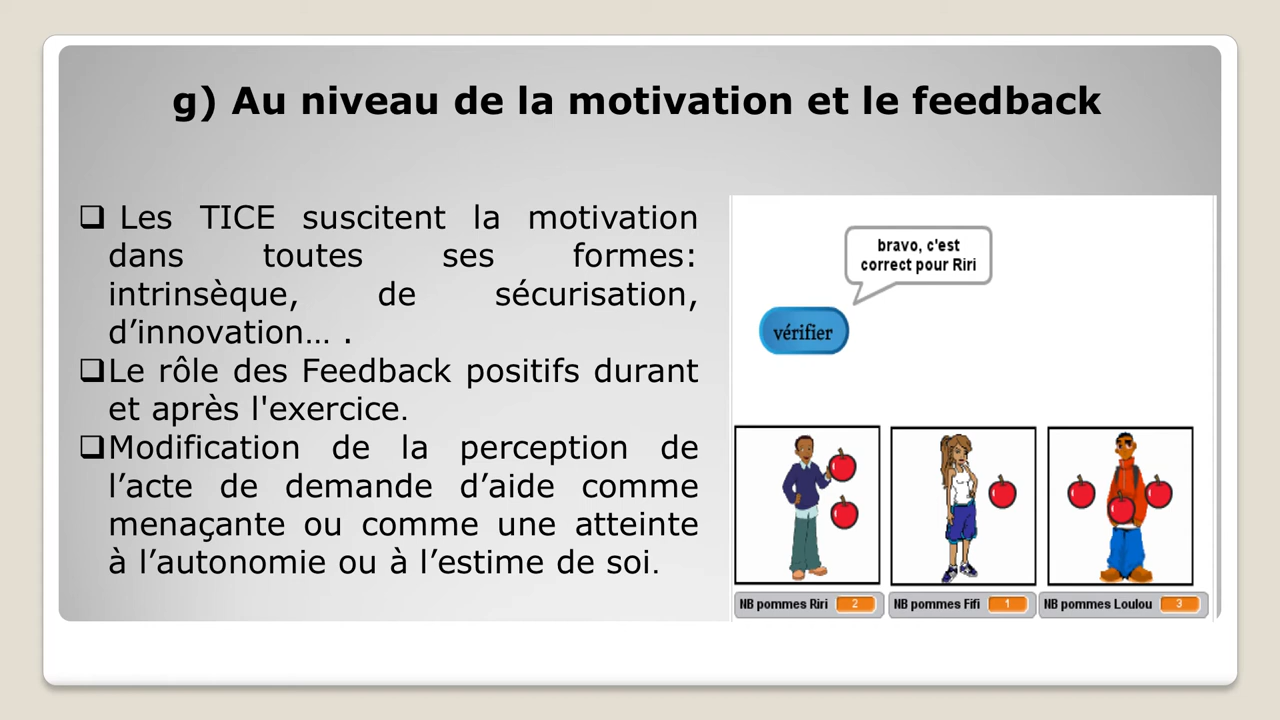 g) Au niveau de la motivation et le feedback
❑ Les TICE suscitent la motivation
dans toutes ses formes:
intrinsèque, de sécurisation,
d’innovation… .
❑Le rôle des Feedback positifs durant
et après l'exercice.
❑Modification de la perception de
l’acte de demande d’aide comme
menaçante ou comme une atteinte
à l’autonomie ou à l’estime de soi.
bravo, c'est
correct pour Riri
vérifier
NB pommes Riri 2
NB pommes Fifi 1
NB pommes Loulou 3